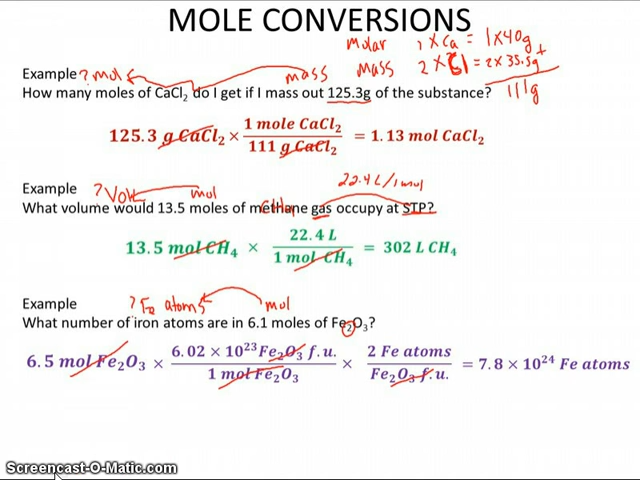 MOLE CONVERSIONS
molar 1 x Ca = 1 x 40g
mass 2 x Cl = 2 x 35.5g +
111g
Example ? mol mass
How many moles of CaCl₂ do I get if I mass out 125.3g of the substance?
125.3 g CaCl₂ × 1 mole CaCl₂ / 111 g CaCl₂ = 1.13 mol CaCl₂
22.4 L / 1 mol
Example ? Vol mol
What volume would 13.5 moles of methane gas occupy at STP?
13.5 mol CH₄ × 22.4 L / 1 mol CH₄ = 302 L CH₄
Example ? Fe atoms mol
What number of iron atoms are in 6.1 moles of Fe₂O₃?
6.5 mol Fe₂O₃ × 6.02 × 10²³ Fe₂O₃ f.u. / 1 mol Fe₂O₃ × 2 Fe atoms / Fe₂O₃ f.u. = 7.8 × 10²⁴ Fe atoms
Screencast-O-Matic.com